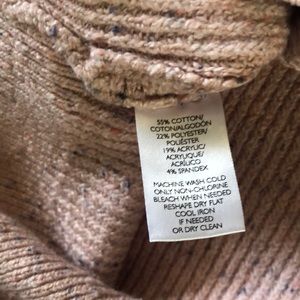 55% COTTON/
COTON/ALGODÓN
22% POLYESTER/
POLIÉSTER
19% ACRYLIC/
ACRYLIQUE/
ACRÍLICO
4% SPANDEX
MACHINE WASH COLD
ONLY NON-CHLORINE
BLEACH WHEN NEEDED
RESHAPE DRY FLAT
COOL IRON
IF NEEDED
OR DRY CLEAN